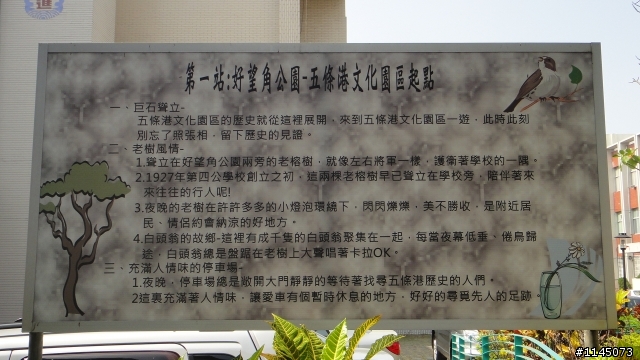 第一站:好望角公園-五條港文化園區起點
一、巨石聳立-
五條港文化園區的歷史就從這裡展開、來到五條港文化園區一遊,此時此刻
別忘了照張相,留下歷史的見證。
二、老樹風情-
1.聳立在好望角公園兩旁的老榕樹,就像左右將軍一樣,護衛著學校的一隅。
2.1927年第四公學校創立之初,這兩棵老榕樹早已聳立在學校旁,陪伴著來
來往往的行人呢!
3.夜晚的老樹在許許多多的小燈泡環繞下,閃閃爍爍,美不勝收,是附近居
民、情侶約會納涼的好地方。
4.白頭翁的故鄉-這裡有成千隻的白頭翁聚集在一起,每當夜幕低垂、倦鳥歸
途,白頭翁總是盤踞在老樹上大聲唱著卡拉OK。
三、充滿人情味的停車場-
1.夜晚,停車場總是敞開大門靜靜的等待著找尋五條港歷史的人們。
2這裏充滿著人情味,讓愛車有個暫時休息的地方,好好的尋覓先人的足跡。
#1145073